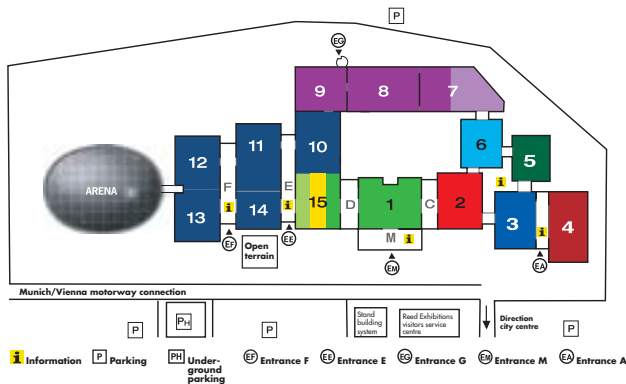 P
EG
9
8
7
12
11
10
6
5
ARENA
F
E
i
13
14
i
15
D
1
C
2
i
3
4
M
i
i
EF
EE
EM
EA
Open
terrain
Munich/Vienna motorway connection
P
PH
P
Stand
building
system
Reed Exhibitions
visitors service
centre
Direction
city centre
P
i Information
P Parking
PH Under-
ground
parking
EF Entrance F
EE Entrance E
EG Entrance G
EM Entrance M
EA Entrance A